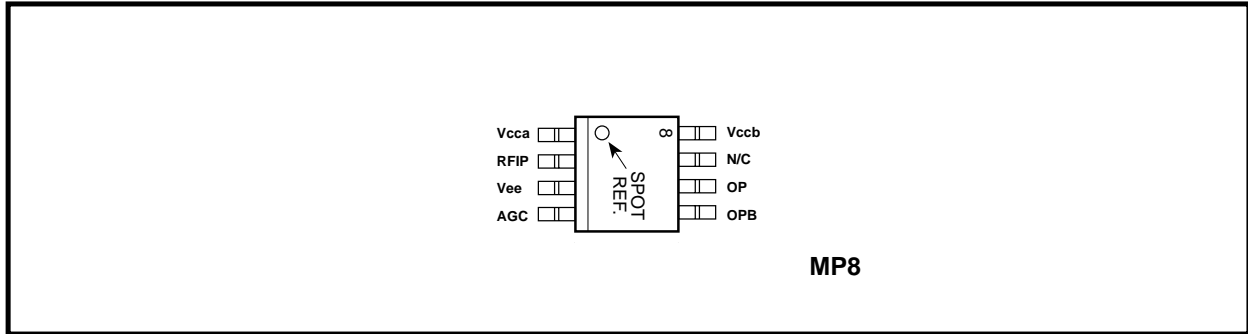 Vcca
RFIP
Vee
AGC
SPOT
REF.
8
Vccb
N/C
OP
OPB
MP8